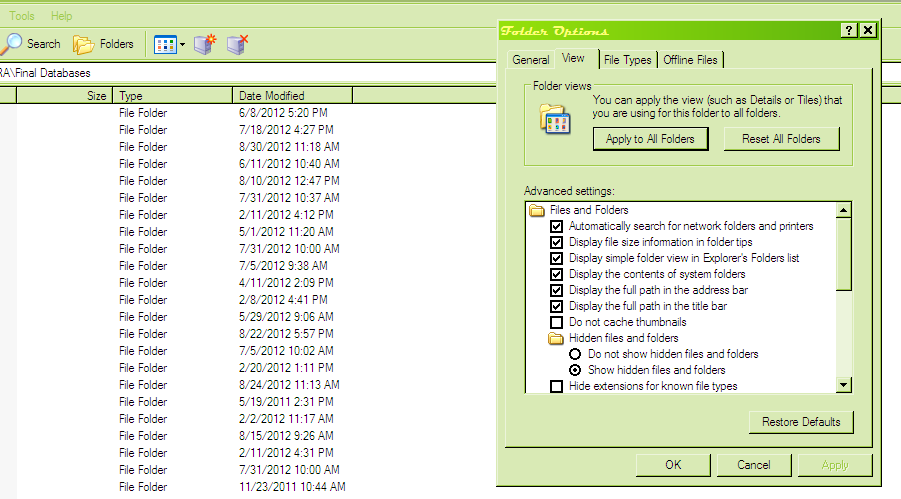 Tools Help
Search Folders
RA\Final Databases
Size Type Date Modified
File Folder 6/8/2012 5:20 PM
File Folder 7/18/2012 4:27 PM
File Folder 8/30/2012 11:18 AM
File Folder 6/11/2012 10:40 AM
File Folder 8/10/2012 12:47 PM
File Folder 7/31/2012 10:37 AM
File Folder 2/11/2012 4:12 PM
File Folder 5/1/2012 11:20 AM
File Folder 7/31/2012 10:00 AM
File Folder 7/5/2012 9:38 AM
File Folder 4/11/2012 2:09 PM
File Folder 2/8/2012 4:41 PM
File Folder 5/29/2012 9:06 AM
File Folder 8/22/2012 5:57 PM
File Folder 7/5/2012 10:02 AM
File Folder 2/20/2012 1:11 PM
File Folder 8/24/2012 11:13 AM
File Folder 5/19/2011 2:31 PM
File Folder 2/2/2012 11:17 AM
File Folder 8/15/2012 9:26 AM
File Folder 2/11/2012 4:31 PM
File Folder 7/31/2012 10:00 AM
File Folder 11/23/2011 10:44 AM
Folder Options
General View File Types Offline Files
Folder views
You can apply the view (such as Details or Tiles) that
you are using for this folder to all folders.
Apply to All Folders Reset All Folders
Advanced settings:
Files and Folders
Automatically search for network folders and printers
Display file size information in folder tips
Display simple folder view in Explorer's Folders list
Display the contents of system folders
Display the full path in the address bar
Display the full path in the title bar
Do not cache thumbnails
Hidden files and folders
Do not show hidden files and folders
Show hidden files and folders
Hide extensions for known file types
Restore Defaults
OK Cancel Apply